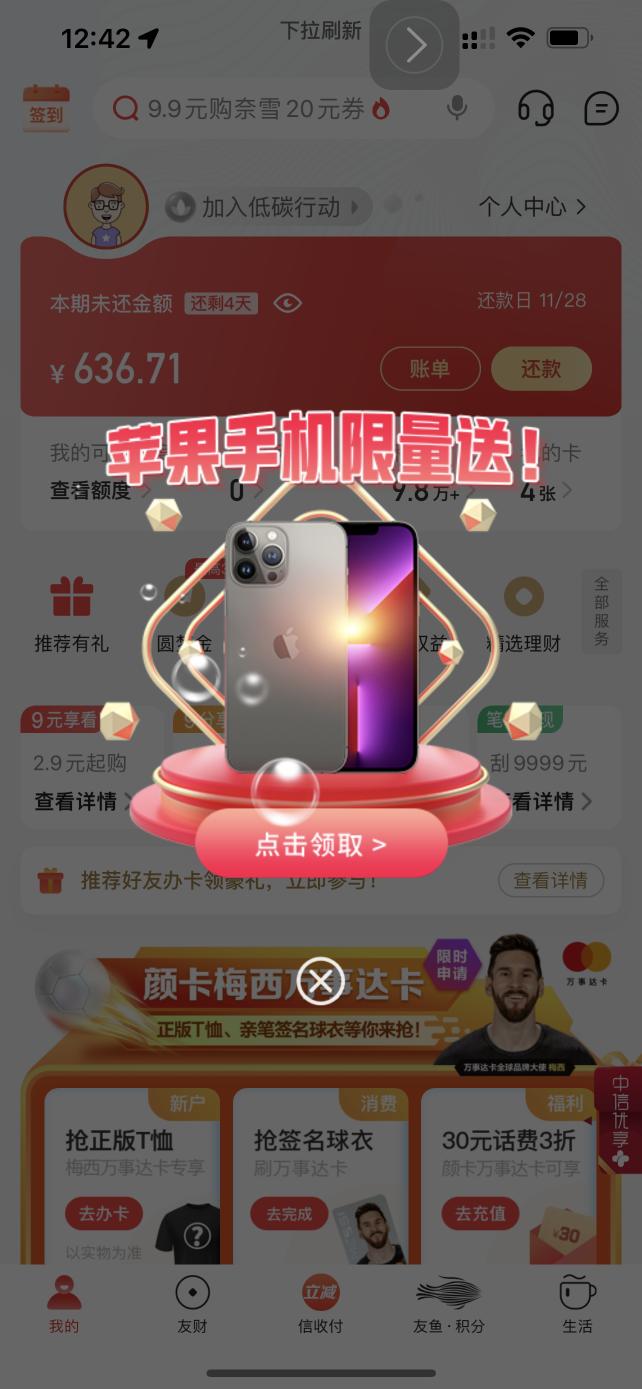 12:42
下拉刷新
签到
9.9元购奈雪20元券
加入低碳行动
个人中心 >
本期未还金额
还剩4天
还款日 11/28
¥ 636.71
账单
还款
苹果手机限量送！
我的可
的卡
查看额度 >
0 >
9.8万+ >
4张 >
推荐有礼
圆梦金
权益
精选理财
全部服务
9元享看
2.9元起购
刮9999元
查看详情 >
看详情 >
点击领取 >
推荐好友办卡领豪礼，立即参与！
查看详情
颜卡梅西万事达卡
限时申请
万事达卡
正版T恤、亲笔签名球衣等你来抢！
万事达卡全球品牌大使 梅西
中信优享
新户
消费
福利
抢正版T恤
抢签名球衣
30元话费3折
梅西万事达卡专享
刷万事达卡
颜卡万事达卡可享
去办卡
去完成
去充值
?
¥30
以实物为准
立减
我的
友财
信收付
友鱼·积分
生活